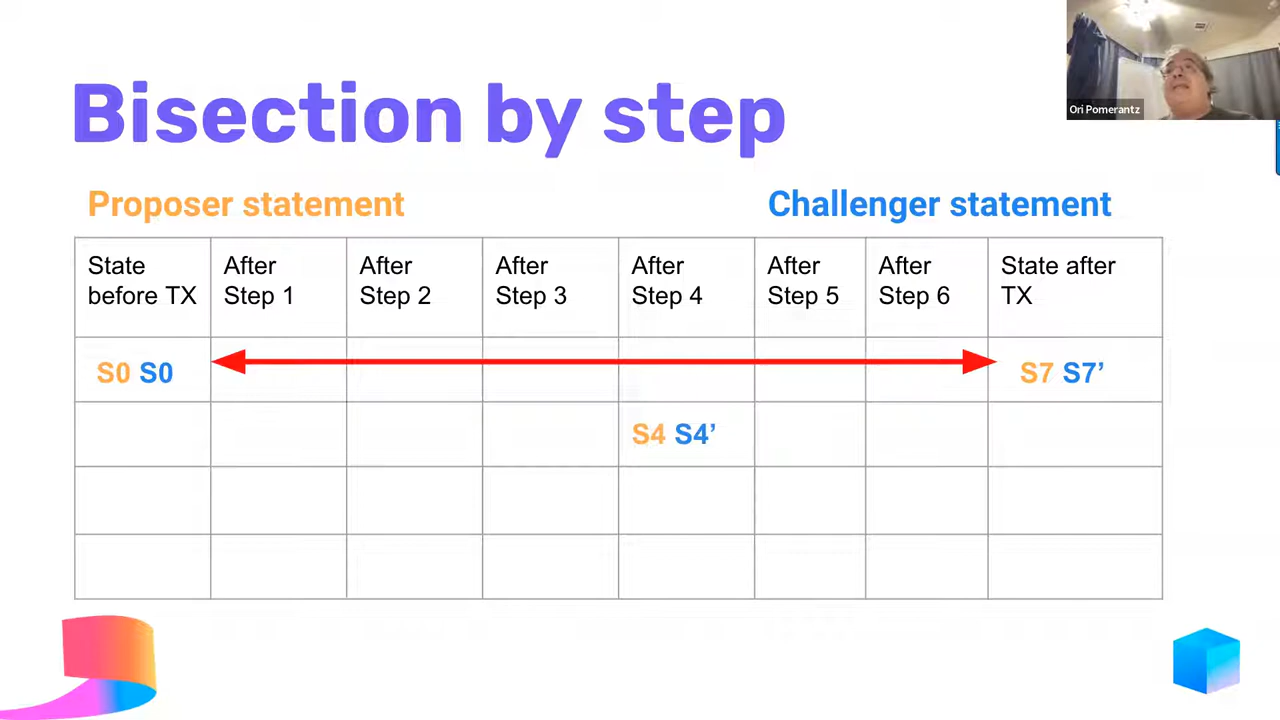 Bisection by step
Ori Pomerantz
Proposer statement
Challenger statement
State before TX
After Step 1
After Step 2
After Step 3
After Step 4
After Step 5
After Step 6
State after TX
S0 S0
S7 S7’
S4 S4’